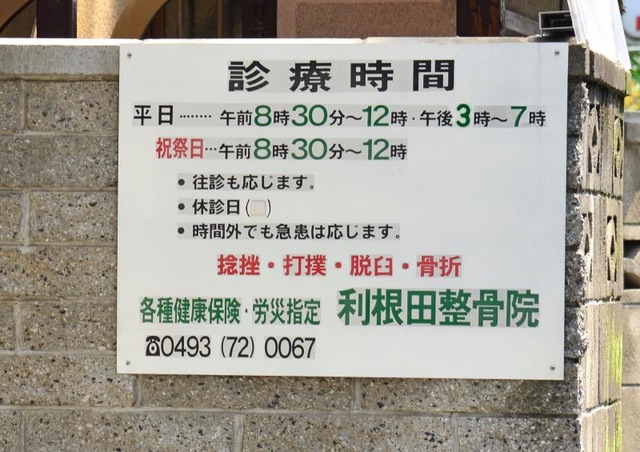 診療時間
平日……… 午前8時30分～12時・午後3時～7時
祝祭日…午前8時30分～12時
• 往診も応じます。
• 休診日( )
• 時間外でも急患は応じます。
捻挫・打撲・脱臼・骨折
各種健康保険・労災指定 利根田整骨院
☎0493 (72) 0067